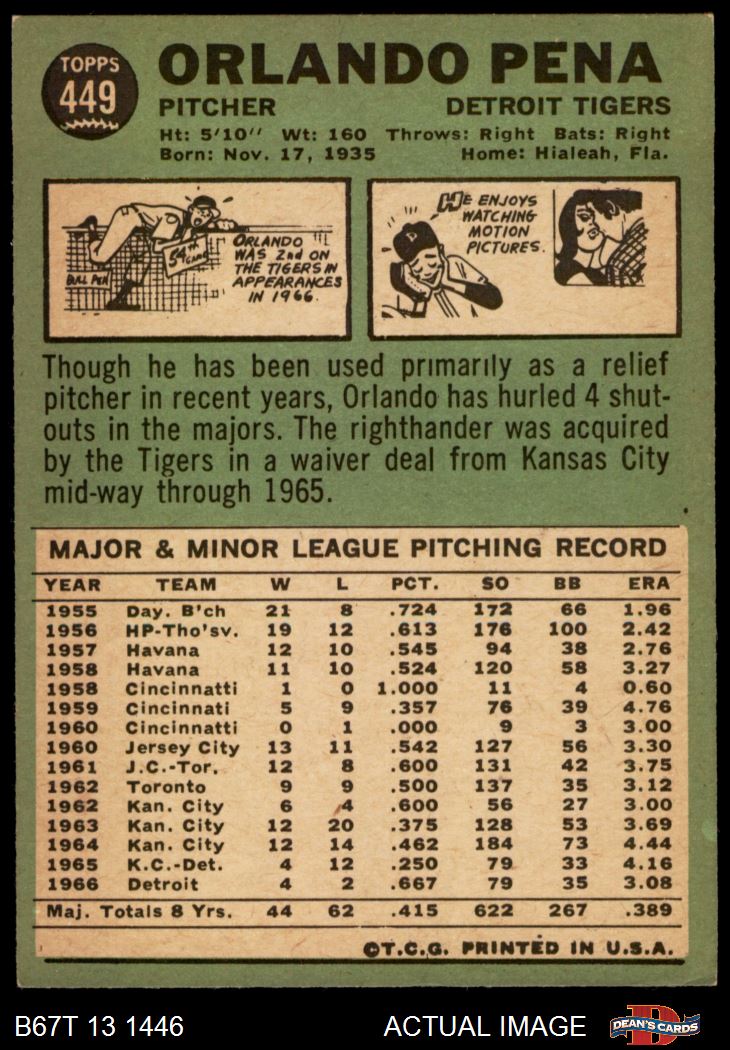 TOPPS
449
ORLANDO PENA
PITCHER DETROIT TIGERS
Ht: 5'10" Wt: 160 Throws: Right Bats: Right
Born: Nov. 17, 1935 Home: Hialeah, Fla.
54TH GAME
BULL PEN
ORLANDO
WAS 2nd ON
THE TIGERS IN
APPEARANCES
IN 1966.
HE ENJOYS
WATCHING
MOTION
PICTURES.
D
Though he has been used primarily as a relief
pitcher in recent years, Orlando has hurled 4 shut-
outs in the majors. The righthander was acquired
by the Tigers in a waiver deal from Kansas City
mid-way through 1965.
MAJOR & MINOR LEAGUE PITCHING RECORD
YEAR TEAM W L PCT. SO BB ERA
1955 Day. B'ch 21 8 .724 172 66 1.96
1956 HP-Tho'sv. 19 12 .613 176 100 2.42
1957 Havana 12 10 .545 94 38 2.76
1958 Havana 11 10 .524 120 58 3.27
1958 Cincinnatti 1 0 1.000 11 4 0.60
1959 Cincinnati 5 9 .357 76 39 4.76
1960 Cincinnatti 0 1 .000 9 3 3.00
1960 Jersey City 13 11 .542 127 56 3.30
1961 J.C.-Tor. 12 8 .600 131 42 3.75
1962 Toronto 9 9 .500 137 35 3.12
1962 Kan. City 6 4 .600 56 27 3.00
1963 Kan. City 12 20 .375 128 53 3.69
1964 Kan. City 12 14 .462 184 73 4.44
1965 K.C.-Det. 4 12 .250 79 33 4.16
1966 Detroit 4 2 .667 79 35 3.08
Maj. Totals 8 Yrs. 44 62 .415 622 267 .389
©T.C.G. PRINTED IN U.S.A.
B67T 13 1446 ACTUAL IMAGE D DEAN'S CARDS